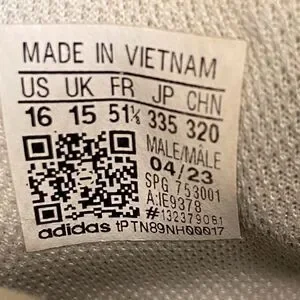 MADE IN VIETNAM
US UK FR JP CHN
16 15 51⅓ 335 320
MALE/MÂLE
04/23
SPG 753001
A:IE9378
#132379061
adidas tPTN89NH00017